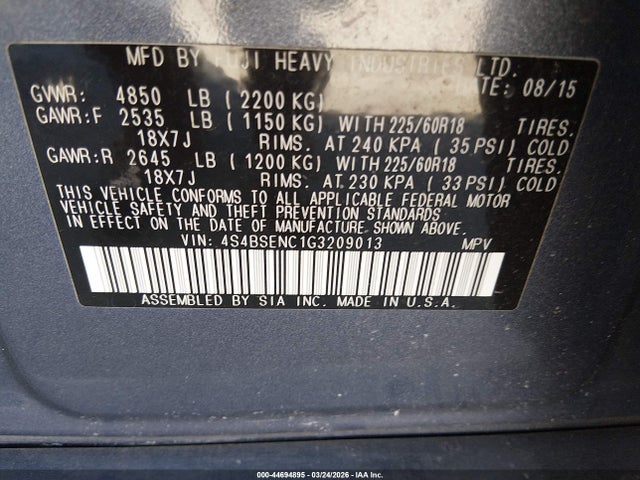 MFD BY FUJI HEAVY INDUSTRIES LTD.
DATE: 08/15
GVWR: 4850 LB ( 2200 KG)
GAWR:F 2535 LB ( 1150 KG) WITH 225/60R18 TIRES.
18X7J RIMS. AT 240 KPA ( 35 PSI) COLD
GAWR:R 2645 LB ( 1200 KG) WITH 225/60R18 TIRES.
18X7J RIMS. AT 230 KPA ( 33 PSI) COLD
THIS VEHICLE CONFORMS TO ALL APPLICABLE FEDERAL MOTOR
VEHICLE SAFETY AND THEFT PREVENTION STANDARDS
IN EFFECT ON THE DATE OF MANUFACTURE SHOWN ABOVE.
VIN: 4S4BSENC1G3209013 MPV
ASSEMBLED BY SIA INC. MADE IN U.S.A.
000-44694895 | 03/24/2026 | IAA Inc.